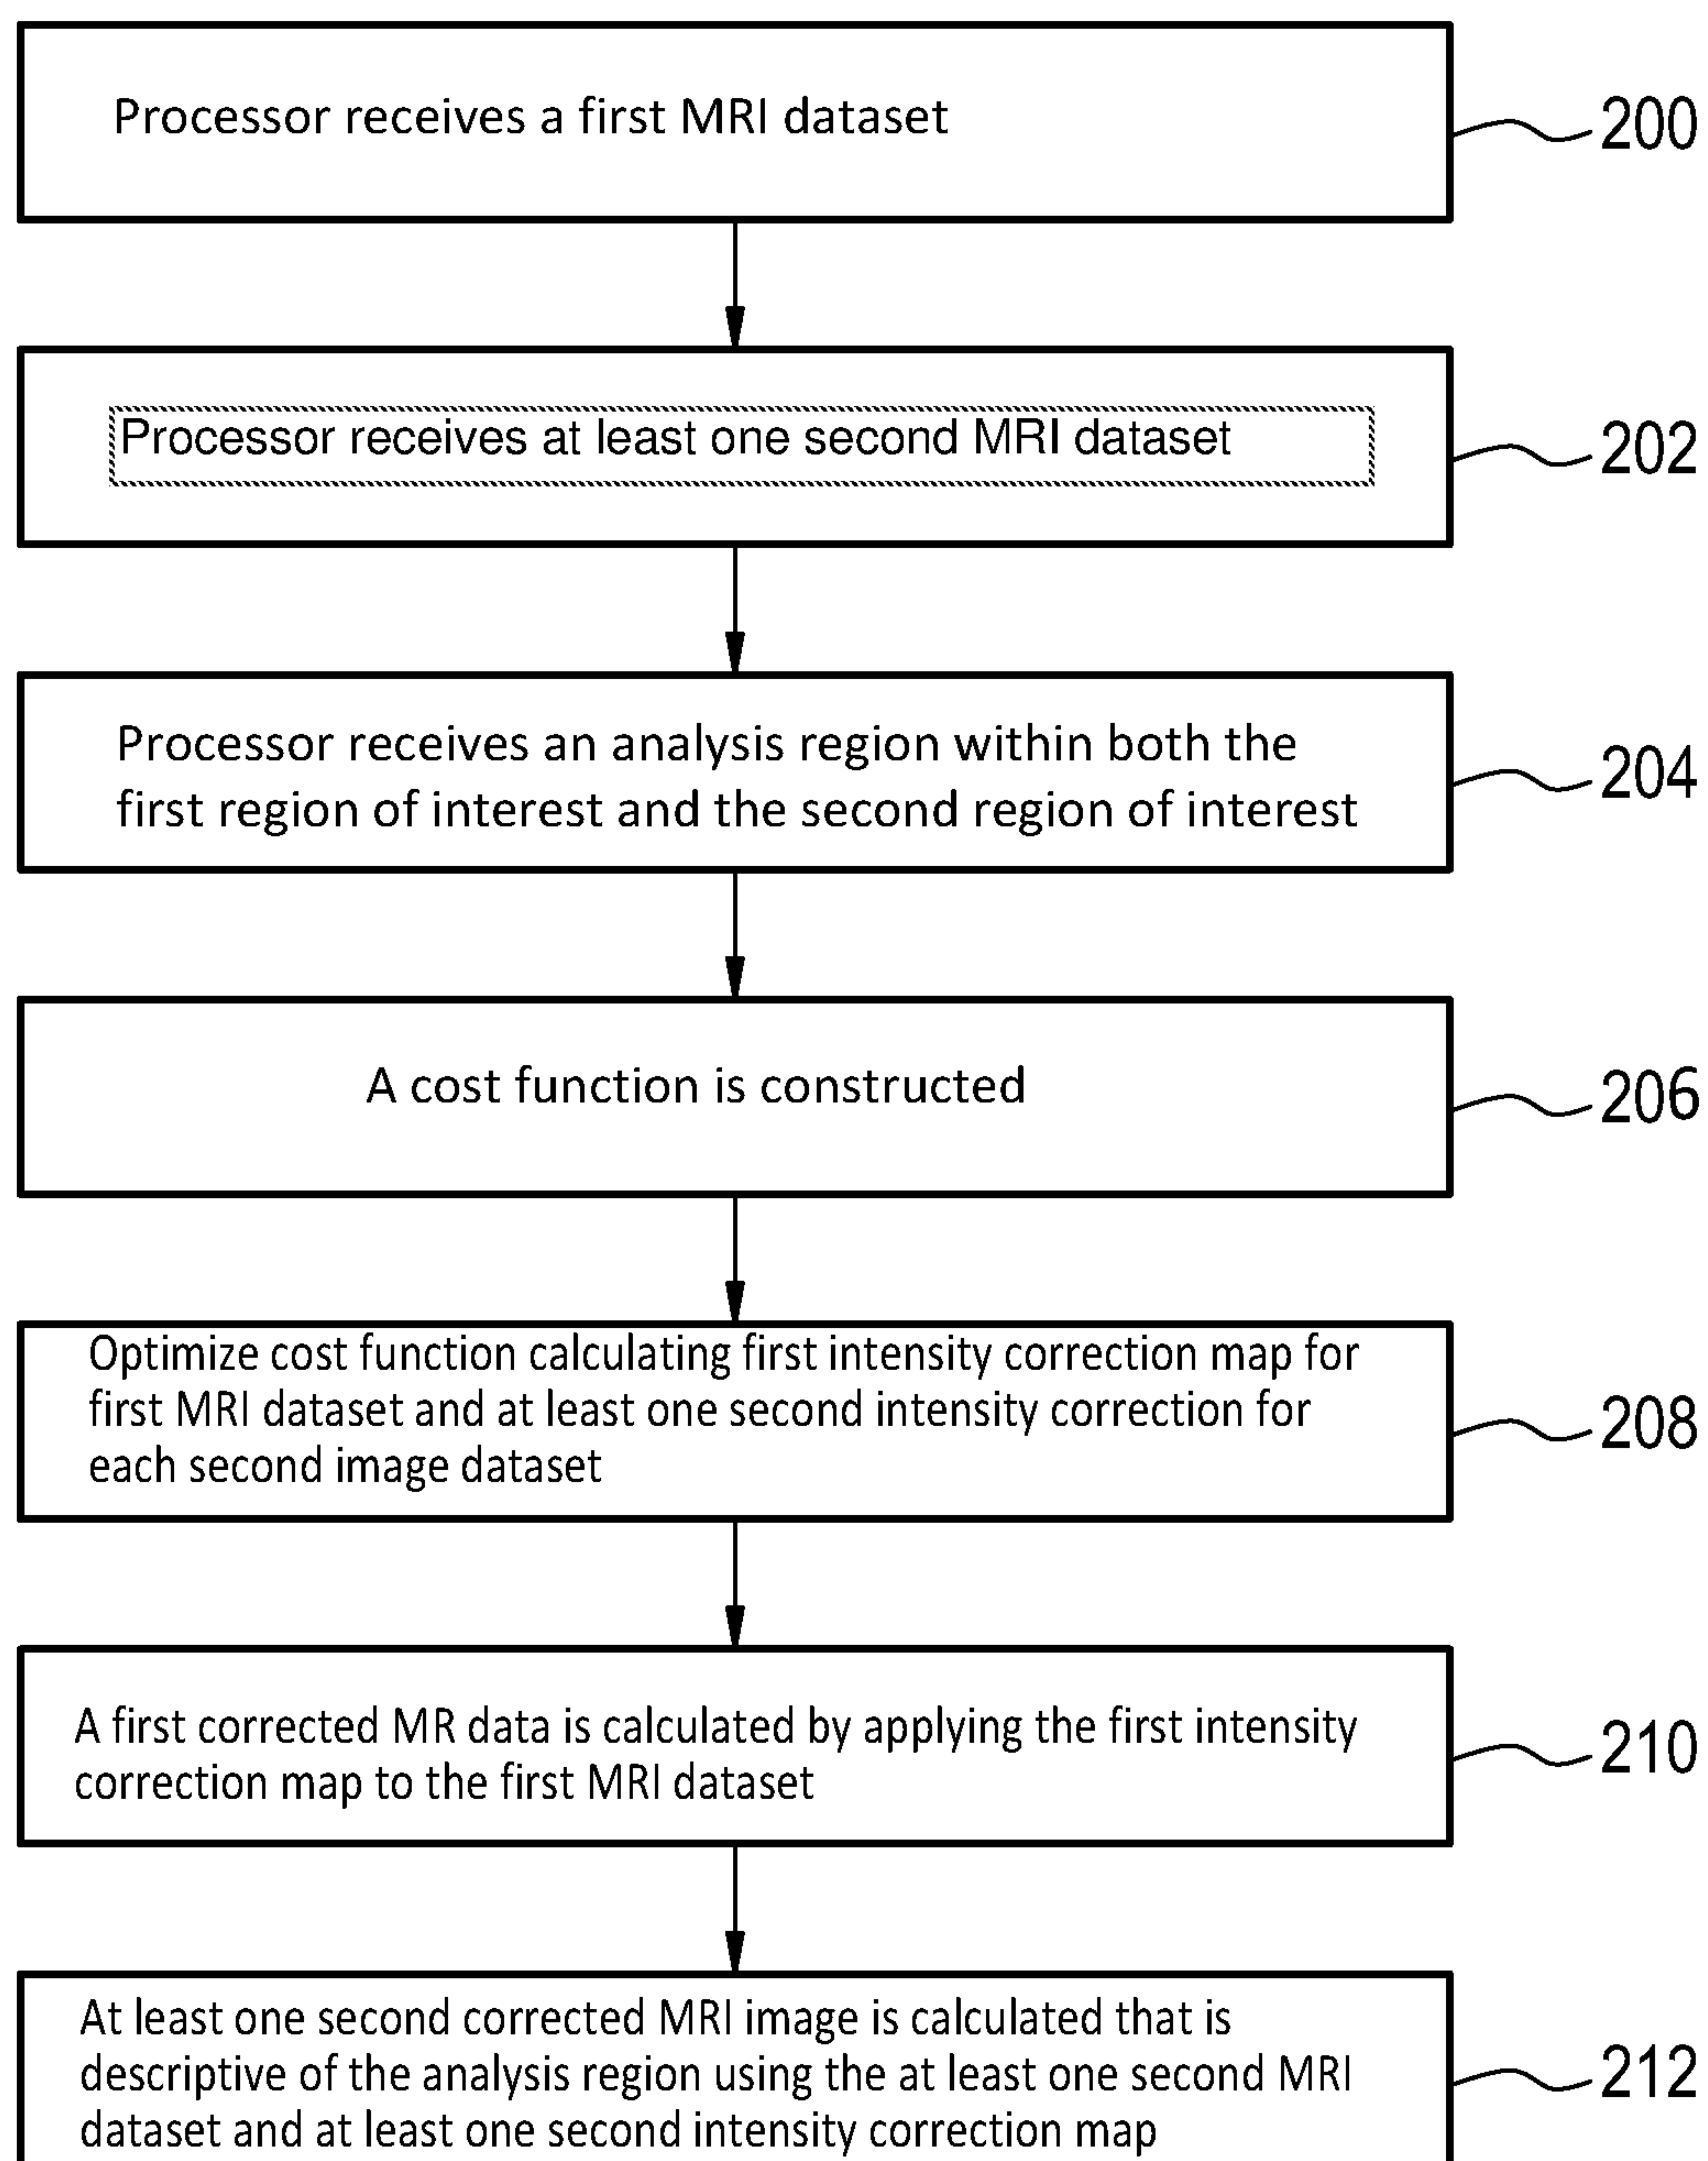 Processor receives a first MRI dataset
200
Processor receives at least one second MRI dataset
202
Processor receives an analysis region within both the
first region of interest and the second region of interest
204
A cost function is constructed
206
Optimize cost function calculating first intensity correction map for
first MRI dataset and at least one second intensity correction for
each second image dataset
208
A first corrected MR data is calculated by applying the first intensity
correction map to the first MRI dataset
210
At least one second corrected MRI image is calculated that is
descriptive of the analysis region using the at least one second MRI
dataset and at least one second intensity correction map
212